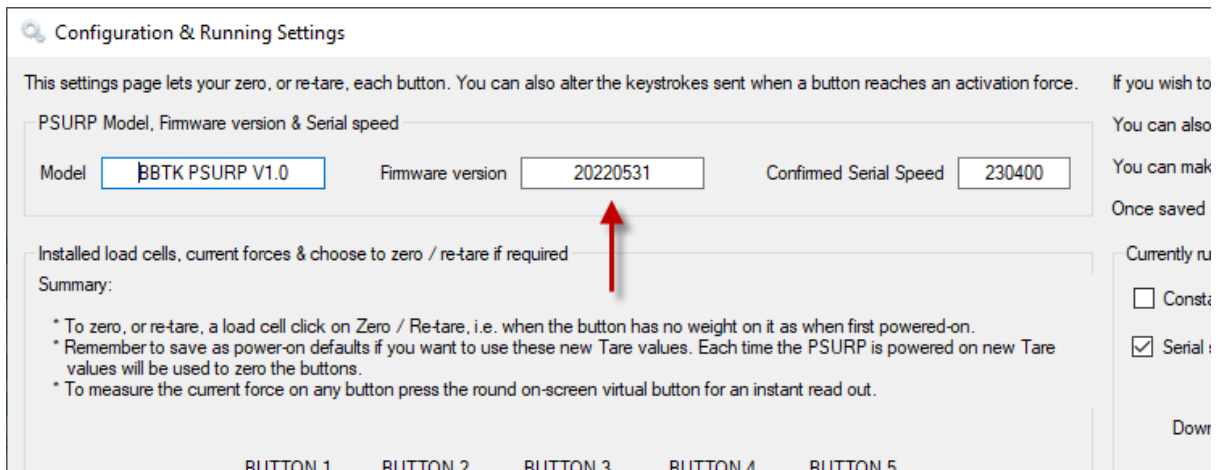 Configuration & Running Settings
This settings page lets your zero, or re-tare, each button. You can also alter the keystrokes sent when a button reaches an activation force.
PSURP Model, Firmware version & Serial speed
Model BBTK PSURP V1.0 Firmware version 20220531 Confirmed Serial Speed 230400
Installed load cells, current forces & choose to zero / re-tare if required
Summary:
* To zero, or re-tare, a load cell click on Zero / Re-tare, i.e. when the button has no weight on it as when first powered-on.
* Remember to save as power-on defaults if you want to use these new Tare values. Each time the PSURP is powered on new Tare
values will be used to zero the buttons.
* To measure the current force on any button press the round on-screen virtual button for an instant read out.
BUTTON 1 BUTTON 2 BUTTON 3 BUTTON 4 BUTTON 5
If you wish to
You can also
You can mak
Once saved
Currently ru
Consta
Serial s
Down